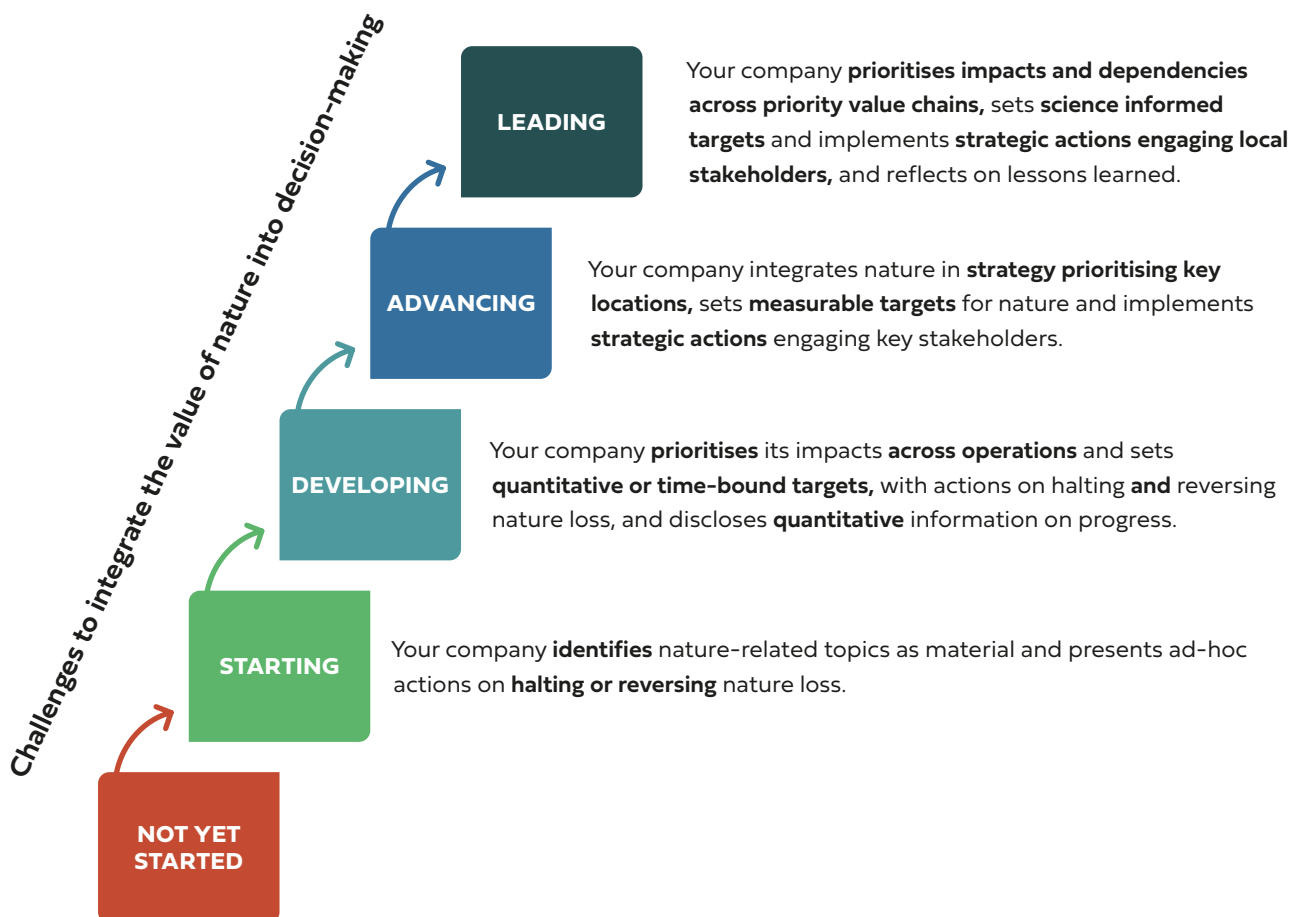 Challenges to integrate the value of nature into decision-making
LEADING
Your company prioritises impacts and dependencies
across priority value chains, sets science informed
targets and implements strategic actions engaging local
stakeholders, and reflects on lessons learned.
ADVANCING
Your company integrates nature in strategy prioritising key
locations, sets measurable targets for nature and implements
strategic actions engaging key stakeholders.
DEVELOPING
Your company prioritises its impacts across operations and sets
quantitative or time-bound targets, with actions on halting and reversing
nature loss, and discloses quantitative information on progress.
STARTING
Your company identifies nature-related topics as material and presents ad-hoc
actions on halting or reversing nature loss.
NOT YET
STARTED